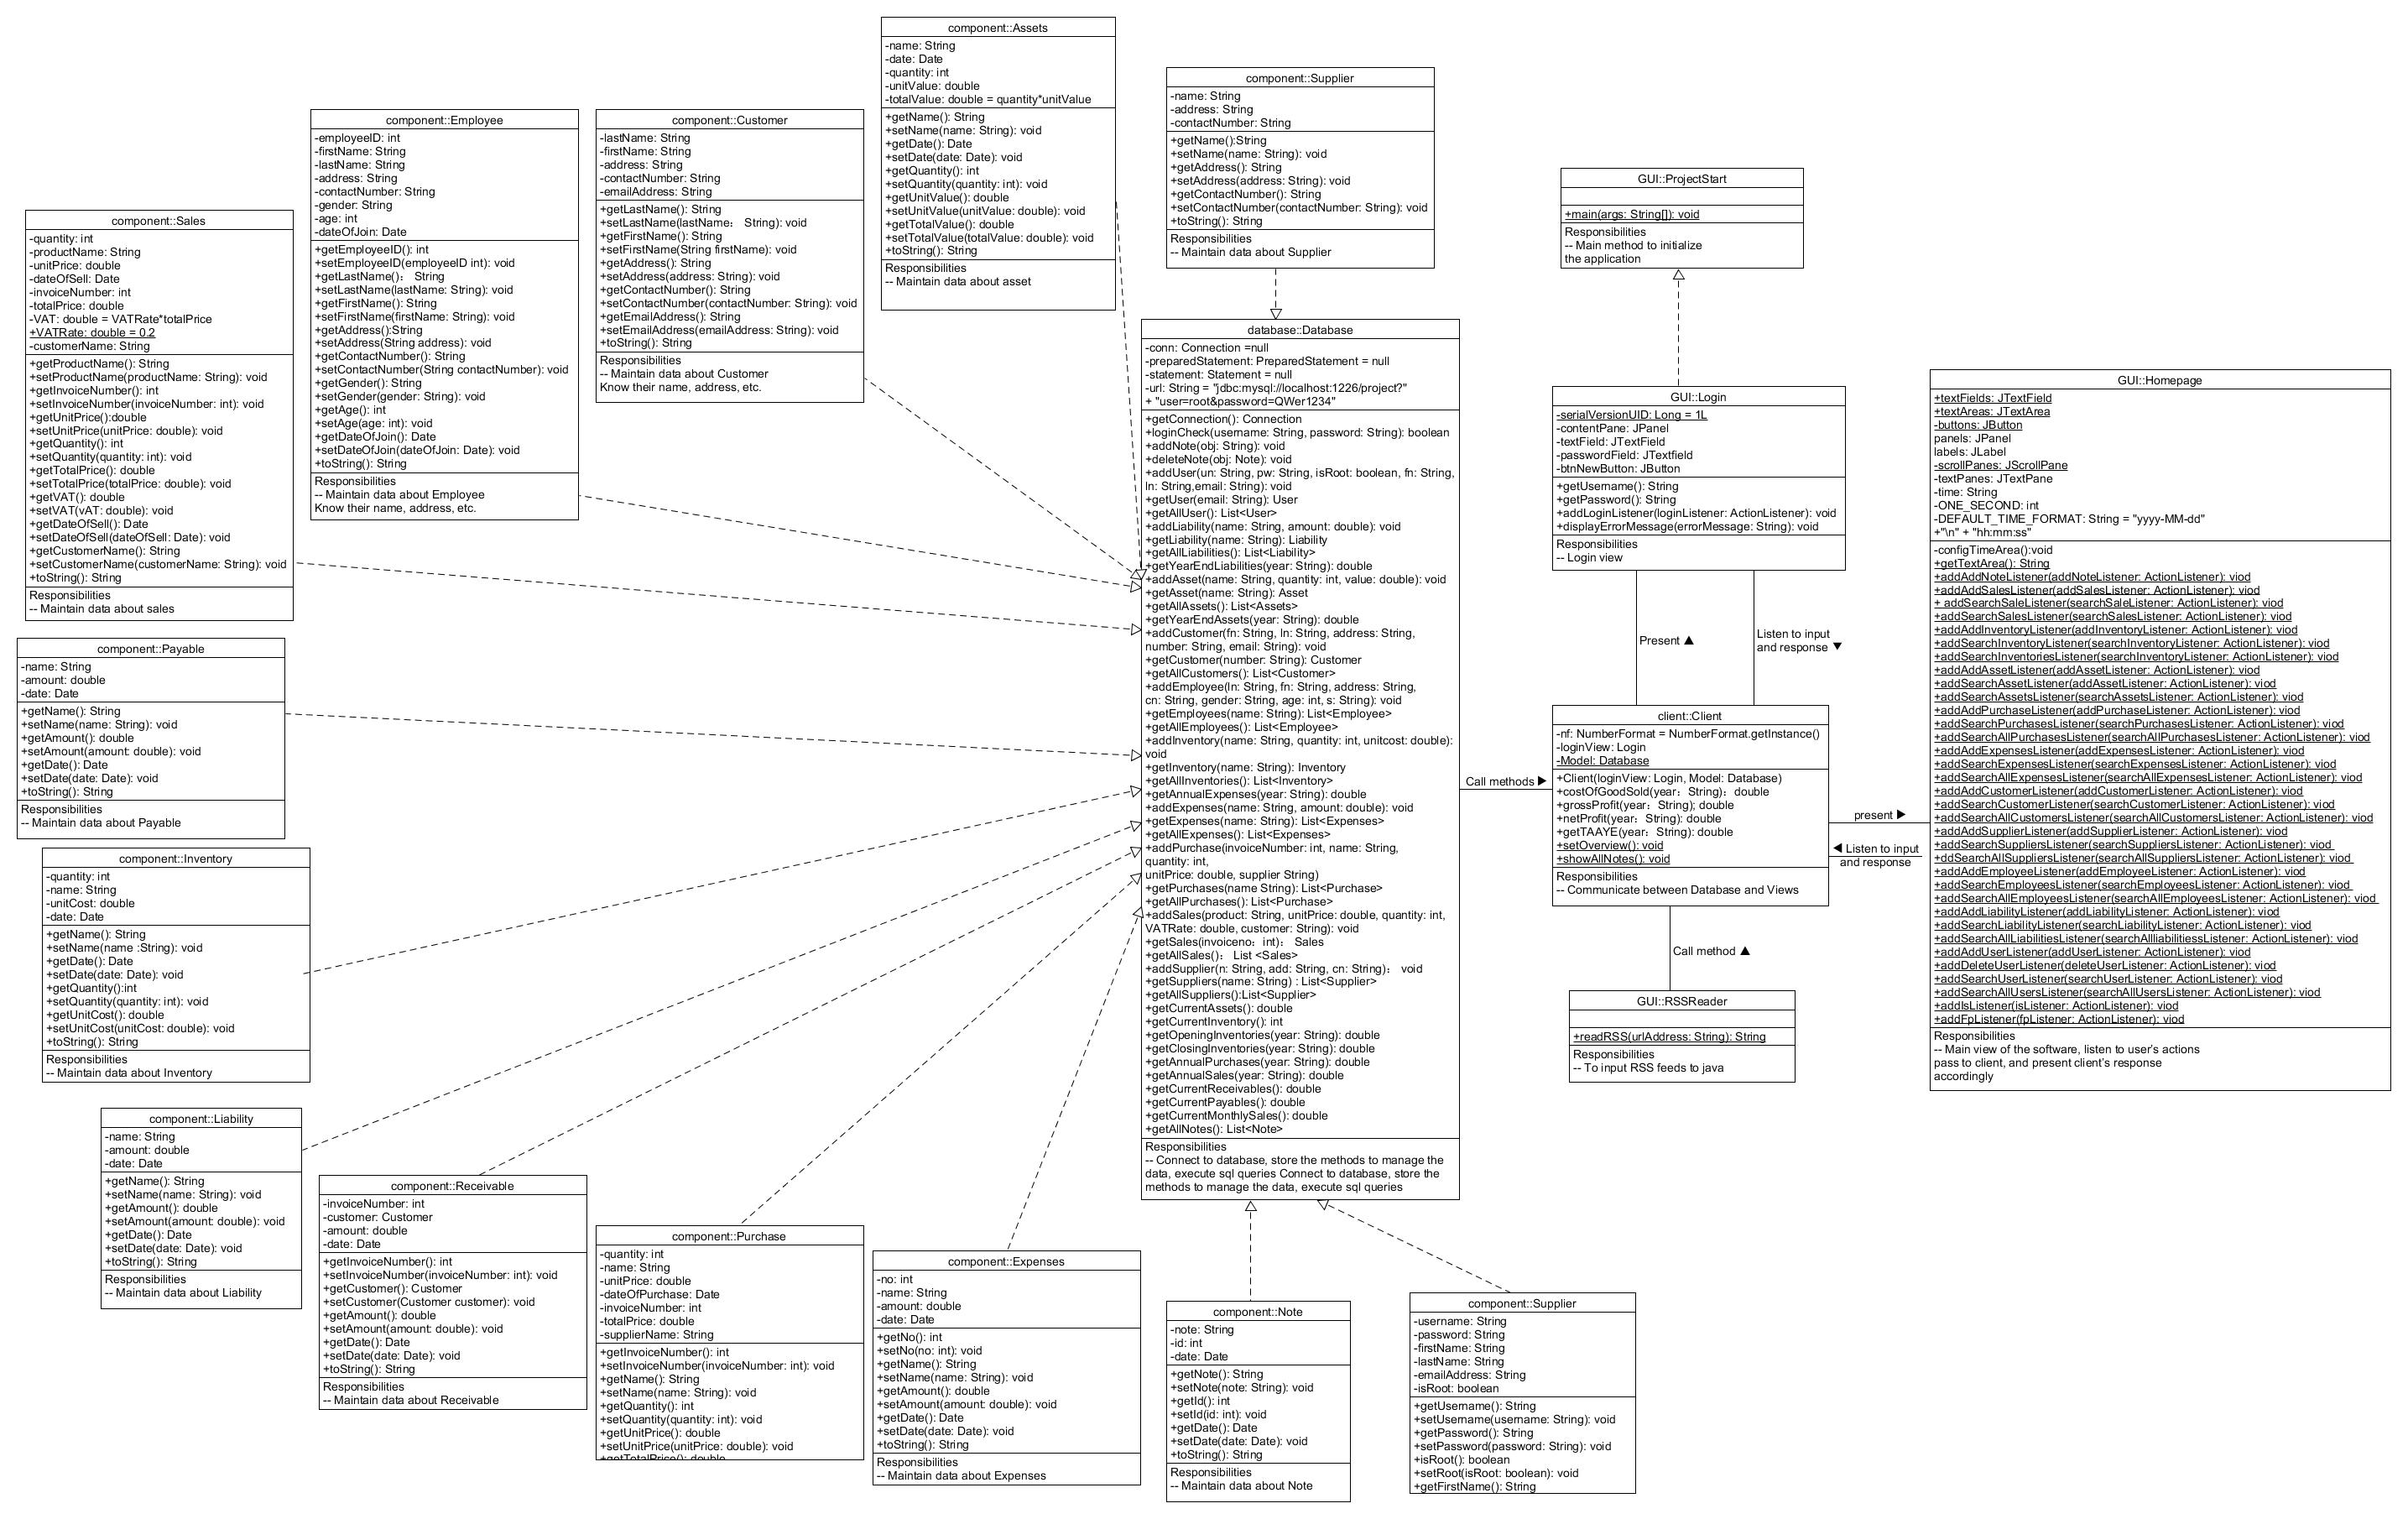 component::Assets
-name: String
-date: Date
-quantity: int
-unitValue: double
-totalValue: double = quantity*unitValue
+getName(): String
+setName(name: String): void
+getDate(): Date
+setDate(date: Date): void
+getQuantity(): int
+setQuantity(quantity: int): void
+getUnitValue(): double
+setUnitValue(unitValue: double): void
+getTotalValue(): double
+setTotalValue(totalValue: double): void
+toString(): String
Responsibilities
-- Maintain data about asset
component::Supplier
-name: String
-address: String
-contactNumber: String
+getName():String
+setName(name: String): void
+getAddress(): String
+setAddress(address: String): void
+getContactNumber(): String
+setContactNumber(contactNumber: String): void
+toString(): String
Responsibilities
-- Maintain data about Supplier
component::Employee
-employeeID: int
-firstName: String
-lastName: String
-address: String
-contactNumber: String
-gender: String
-age: int
-dateOfJoin: Date
+getEmployeeID(): int
+setEmployeeID(employeeID int): void
+getLastName()： String
+setLastName(lastName: String): void
+getFirstName(): String
+setFirstName(firstName: String): void
+getAddress():String
+setAddress(String address): void
+getContactNumber(): String
+setContactNumber(String contactNumber): void
+getGender(): String
+setGender(gender: String): void
+getAge(): int
+setAge(age: int): void
+getDateOfJoin(): Date
+setDateOfJoin(dateOfJoin: Date): void
+toString(): String
Responsibilities
-- Maintain data about Employee
Know their name, address, etc.
component::Customer
-lastName: String
-firstName: String
-address: String
-contactNumber: String
-emailAddress: String
+getLastName(): String
+setLastName(lastName： String): void
+getFirstName(): String
+setFirstName(String firstName): void
+getAddress(): String
+setAddress(address: String): void
+getContactNumber(): String
+setContactNumber(contactNumber: String): void
+getEmailAddress(): String
+setEmailAddress(emailAddress: String): void
+toString(): String
Responsibilities
-- Maintain data about Customer
Know their name, address, etc.
GUI::ProjectStart
+main(args: String[]): void
Responsibilities
-- Main method to initialize
the application
component::Sales
-quantity: int
-productName: String
-unitPrice: double
-dateOfSell: Date
-invoiceNumber: int
-totalPrice: double
-VAT: double = VATRate*totalPrice
+VATRate: double = 0.2
-customerName: String
+getProductName(): String
+setProductName(productName: String): void
+getInvoiceNumber(): int
+setInvoiceNumber(invoiceNumber: int): void
+getUnitPrice():double
+setUnitPrice(unitPrice: double): void
+getQuantity(): int
+setQuantity(quantity: int): void
+getTotalPrice(): double
+setTotalPrice(totalPrice: double): void
+getVAT(): double
+setVAT(vAT: double): void
+getDateOfSell(): Date
+setDateOfSell(dateOfSell: Date): void
+getCustomerName(): String
+setCustomerName(customerName: String): void
+toString(): String
Responsibilities
-- Maintain data about sales
database::Database
-conn: Connection =null
-preparedStatement: PreparedStatement = null
-statement: Statement = null
-url: String = "jdbc:mysql://localhost:1226/project?"
+ "user=root&password=QWer1234"
+getConnection(): Connection
+loginCheck(username: String, password: String): boolean
+addNote(obj: String): void
+deleteNote(obj: Note): void
+addUser(un: String, pw: String, isRoot: boolean, fn: String,
ln: String,email: String): void
+getUser(email: String): User
+getAllUser(): List<User>
+addLiability(name: String, amount: double): void
+getLiability(name: String): Liability
+getAllLiabilities(): List<Liability>
+getYearEndLiabilities(year: String): double
+addAsset(name: String, quantity: int, value: double): void
+getAsset(name: String): Asset
+getAllAssets(): List<Assets>
+getYearEndAssets(year: String): double
+addCustomer(fn: String, ln: String, address: String,
number: String, email: String): void
+getCustomer(number: String): Customer
+getAllCustomers(): List<Customer>
+addEmployee(ln: String, fn: String, address: String,
cn: String, gender: String, age: int, s: String): void
+getEmployees(name: String): List<Employee>
+getAllEmployees(): List<Employee>
+addInventory(name: String, quantity: int, unitcost: double):
void
+getInventory(name: String): Inventory
+getAllInventories(): List<Inventory>
+getAnnualExpenses(year: String): double
+addExpenses(name: String, amount: double): void
+getExpenses(name: String): List<Expenses>
+getAllExpenses(): List<Expenses>
+addPurchase(invoiceNumber: int, name: String,
quantity: int,
unitPrice: double, supplier String)
+getPurchases(name String): List<Purchase>
+getAllPurchases(): List<Purchase>
+addSales(product: String, unitPrice: double, quantity: int,
VATRate: double, customer: String): void
+getSales(invoiceno：int)： Sales
+getAllSales()： List <Sales>
+addSupplier(n: String, add: String, cn: String)： void
+getSuppliers(name: String) : List<Supplier>
+getAllSuppliers():List<Supplier>
+getCurrentAssets(): double
+getCurrentInventory(): int
+getOpeningInventories(year: String): double
+getClosingInventories(year: String): double
+getAnnualPurchases(year: String): double
+getAnnualSales(year: String): double
+getCurrentReceivables(): double
+getCurrentPayables(): double
+getCurrentMonthlySales(): double
+getAllNotes(): List<Note>
Responsibilities
-- Connect to database, store the methods to manage the
data, execute sql queries Connect to database, store the
methods to manage the data, execute sql queries
GUI::Login
-serialVersionUID: Long = 1L
-contentPane: JPanel
-textField: JTextField
-passwordField: JTextfield
-btnNewButton: JButton
+getUsername(): String
+getPassword(): String
+addLoginListener(loginListener: ActionListener): void
+displayErrorMessage(errorMessage: String): void
Responsibilities
-- Login view
Present ▲
Listen to input
and response ▼
GUI::Homepage
+textFields: JTextField
+textAreas: JTextArea
-buttons: JButton
panels: JPanel
labels: JLabel
-scrollPanes: JScrollPane
-textPanes: JTextPane
-time: String
-ONE_SECOND: int
-DEFAULT_TIME_FORMAT: String = "yyyy-MM-dd"
+"\n" + "hh:mm:ss"
-configTimeArea():void
+getTextArea(): String
+addAddNoteListener(addNoteListener: ActionListener): viod
+addAddSalesListener(addSalesListener: ActionListener): viod
+ addSearchSaleListener(searchSaleListener: ActionListener): viod
+addSearchSalesListener(searchSalesListener: ActionListener): viod
+addAddInventoryListener(addInventoryListener: ActionListener): viod
+addSearchInventoryListener(searchInventoryListener: ActionListener): viod
+addSearchInventoriesListener(searchInventoryListener: ActionListener): viod
+addAddAssetListener(addAssetListener: ActionListener): viod
+addSearchAssetListener(addAssetListener: ActionListener): viod
+addSearchAssetsListener(searchAssetsListener: ActionListener): viod
+addAddPurchaseListener(addPurchaseListener: ActionListener): viod
+addSearchPurchasesListener(searchPurchasesListener: ActionListener): viod
+addSearchAllPurchasesListener(searchAllPurchasesListener: ActionListener): viod
+addAddExpensesListener(addExpensesListener: ActionListener): viod
+addSearchExpensesListener(searchExpensesListener: ActionListener): viod
+addSearchAllExpensesListener(searchAllExpensesListener: ActionListener): viod
+addAddCustomerListener(addCustomerListener: ActionListener): viod
+addSearchCustomerListener(searchCustomerListener: ActionListener): viod
+addSearchAllCustomersListener(searchAllCustomersListener: ActionListener): viod
+addAddSupplierListener(addSupplierListener: ActionListener): viod
+addSearchSuppliersListener(searchSuppliersListener: ActionListener): viod
+ddSearchAllSuppliersListener(searchAllSuppliersListener: ActionListener): viod
+addAddEmployeeListener(addEmployeeListener: ActionListener): viod
+addSearchEmployeesListener(searchEmployeesListener: ActionListener): viod
+addSearchAllEmployeesListener(searchAllEmployeesListener: ActionListener): viod
+addAddLiabilityListener(addLiabilityListener: ActionListener): viod
+addSearchLiabilityListener(searchLiabilityListener: ActionListener): viod
+addSearchAllLiabilitiesListener(searchAllliabilitiessListener: ActionListener): viod
+addAddUserListener(addUserListener: ActionListener): viod
+addDeleteUserListener(deleteUserListener: ActionListener): viod
+addSearchUserListener(searchUserListener: ActionListener): viod
+addSearchAllUsersListener(searchAllUsersListener: ActionListener): viod
+addIsListener(isListener: ActionListener): viod
+addFpListener(fpListener: ActionListener): viod
Responsibilities
-- Main view of the software, listen to user's actions
pass to client, and present client's response
accordingly
component::Payable
-name: String
-amount: double
-date: Date
+getName(): String
+setName(name: String): void
+getAmount(): double
+setAmount(amount: double): void
+getDate(): Date
+setDate(date: Date): void
+toString(): String
Responsibilities
-- Maintain data about Payable
client::Client
-nf: NumberFormat = NumberFormat.getInstance()
-loginView: Login
-Model: Database
+Client(loginView: Login, Model: Database)
+costOfGoodSold(year：String)：double
+grossProfit(year：String); double
+netProfit(year：String): double
+getTAAYE(year：String): double
+setOverview(): void
+showAllNotes(): void
Responsibilities
-- Communicate between Database and Views
Call methods ▶
present ▶
◀ Listen to input
and response
Call method ▲
GUI::RSSReader
+readRSS(urlAddress: String): String
Responsibilities
-- To input RSS feeds to java
component::Inventory
-quantity: int
-name: String
-unitCost: double
-date: Date
+getName(): String
+setName(name :String): void
+getDate(): Date
+setDate(date: Date): void
+getQuantity():int
+setQuantity(quantity: int): void
+getUnitCost(): double
+setUnitCost(unitCost: double): void
+toString(): String
Responsibilities
-- Maintain data about Inventory
component::Liability
-name: String
-amount: double
-date: Date
+getName(): String
+setName(name: String): void
+getAmount(): double
+setAmount(amount: double): void
+getDate(): Date
+setDate(date: Date): void
+toString(): String
Responsibilities
-- Maintain data about Liability
component::Receivable
-invoiceNumber: int
-customer: Customer
-amount: double
-date: Date
+getInvoiceNumber(): int
+setInvoiceNumber(invoiceNumber: int): void
+getCustomer(): Customer
+setCustomer(Customer customer): void
+getAmount(): double
+setAmount(amount: double): void
+getDate(): Date
+setDate(date: Date): void
+toString(): String
Responsibilities
-- Maintain data about Receivable
component::Purchase
-quantity: int
-name: String
-unitPrice: double
-dateOfPurchase: Date
-invoiceNumber: int
-totalPrice: double
-supplierName: String
+getInvoiceNumber(): int
+setInvoiceNumber(invoiceNumber: int): void
+getName(): String
+setName(name: String): void
+getQuantity(): int
+setQuantity(quantity: int): void
+getUnitPrice(): double
+setUnitPrice(unitPrice: double): void
+getTotalPrice(): double
component::Expenses
-no: int
-name: String
-amount: double
-date: Date
+getNo(): int
+setNo(no: int): void
+getName(): String
+setName(name: String): void
+getAmount(): double
+setAmount(amount: double): void
+getDate(): Date
+setDate(date: Date): void
+toString(): String
Responsibilities
-- Maintain data about Expenses
component::Note
-note: String
-id: int
-date: Date
+getNote(): String
+setNote(note: String): void
+getId(): int
+setId(id: int): void
+getDate(): Date
+setDate(date: Date): void
+toString(): String
Responsibilities
-- Maintain data about Note
component::Supplier
-username: String
-password: String
-firstName: String
-lastName: String
-emailAddress: String
-isRoot: boolean
+getUsername(): String
+setUsername(username: String): void
+getPassword(): String
+setPassword(password: String): void
+isRoot(): boolean
+setRoot(isRoot: boolean): void
+getFirstName(): String